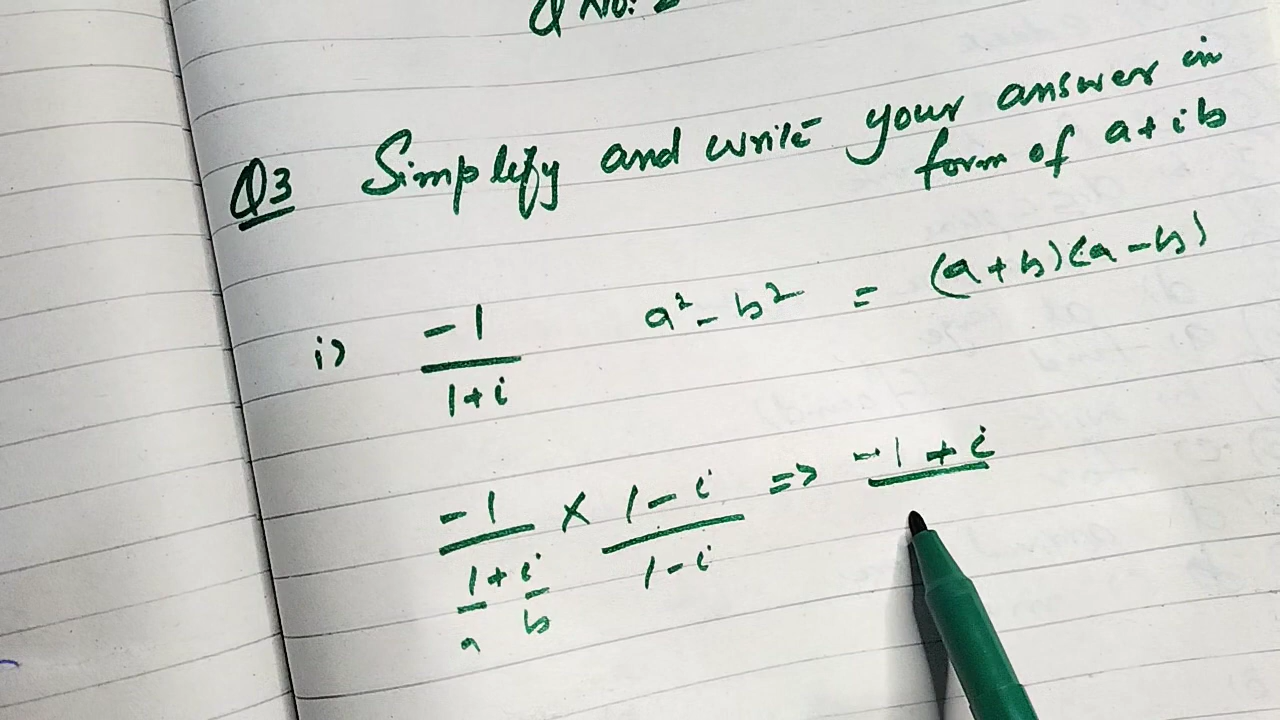 Q No:
Q3 Simplify and write your answer in
form of a+ib
i) -1/1+i a²-b² = (a+b)(a-b)
-1/1+i × 1-i/1-i => -1+i
a b